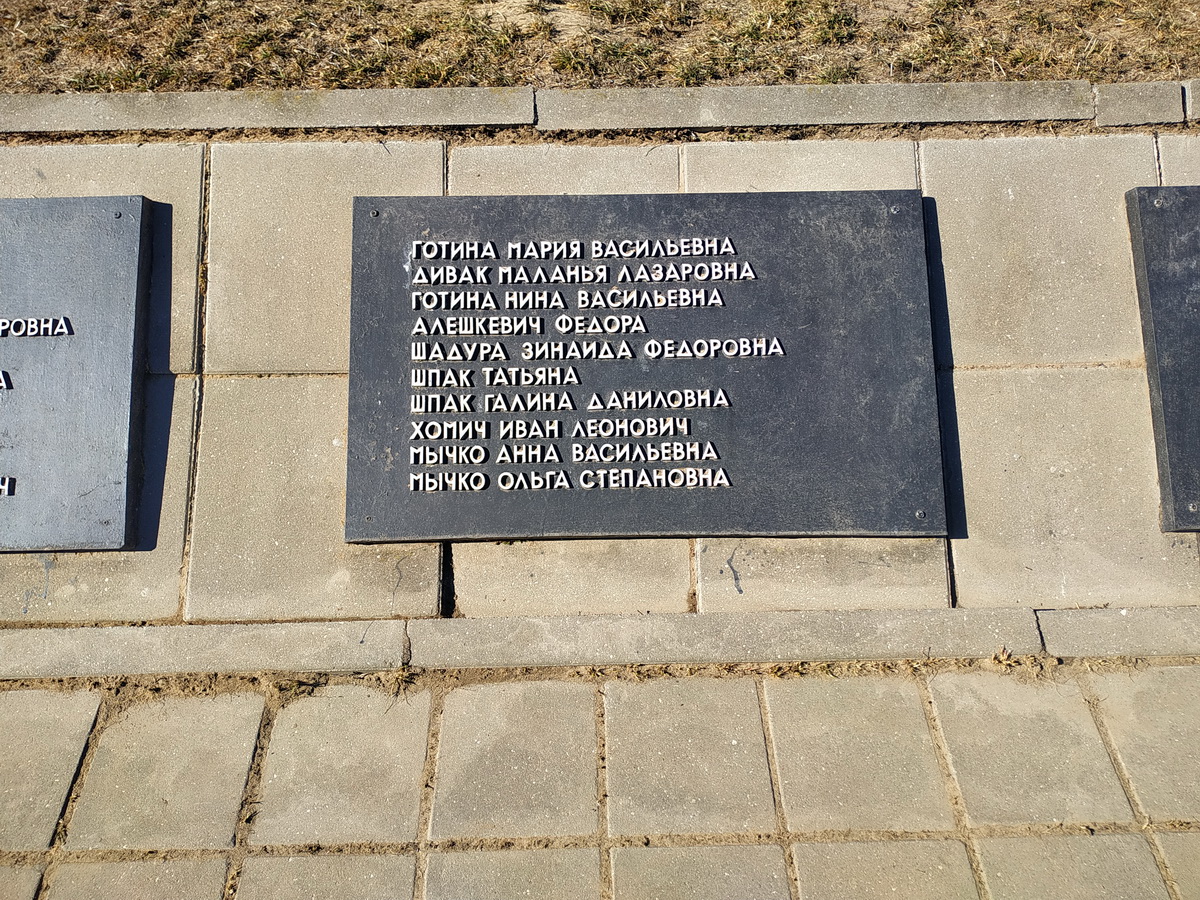 ГОТИНА МАРИЯ ВАСИЛЬЕВНА
ДИВАК МАЛАНЬЯ ЛАЗАРОВНА
ГОТИНА НИНА ВАСИЛЬЕВНА
АЛЕШКЕВИЧ ФЕДОРА
ШАДУРА ЗИНАИДА ФЕДОРОВНА
ШПАК ТАТЬЯНА
ШПАК ГАЛИНА ДАНИЛОВНА
ХОМИЧ ИВАН ЛЕОНОВИЧ
МЫЧКО АННА ВАСИЛЬЕВНА
МЫЧКО ОЛЬГА СТЕПАНОВНА